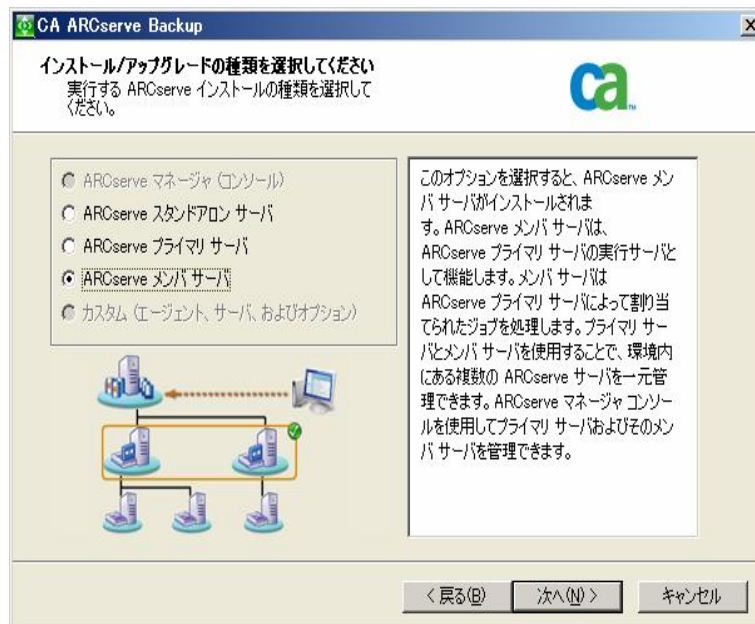 CA ARCserve Backup
インストール/アップグレードの種類を選択してください
実行する ARCserve インストールの種類を選択して
ください。
ca
ARCserve マネージャ (コンソール)
ARCserve スタンドアロン サーバ
ARCserve プライマリ サーバ
ARCserve メンバ サーバ
カスタム (エージェント、サーバ、およびオプション)
このオプションを選択すると、ARCserve メン
バ サーバがインストールされま
す。ARCserve メンバ サーバは、
ARCserve プライマリ サーバの実行サーバと
して機能します。メンバ サーバは
ARCserve プライマリ サーバによって割り当
てられたジョブを処理します。プライマリ サー
バとメンバ サーバを使用することで、環境内
にある複数の ARCserve サーバを一元管
理できます。ARCserve マネージャ コンソー
ルを使用してプライマリ サーバおよびそのメン
バ サーバを管理できます。
< 戻る(B)
次へ(N) >
キャンセル